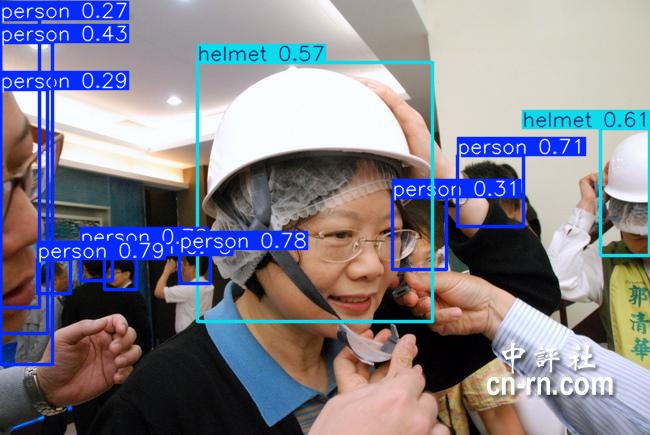 person 0.27
person 0.43
person 0.29
helmet 0.57
helmet 0.61
person 0.71
person 0.31
person 0.78
person 0.79
郭清華
中評社
cn-rn.com